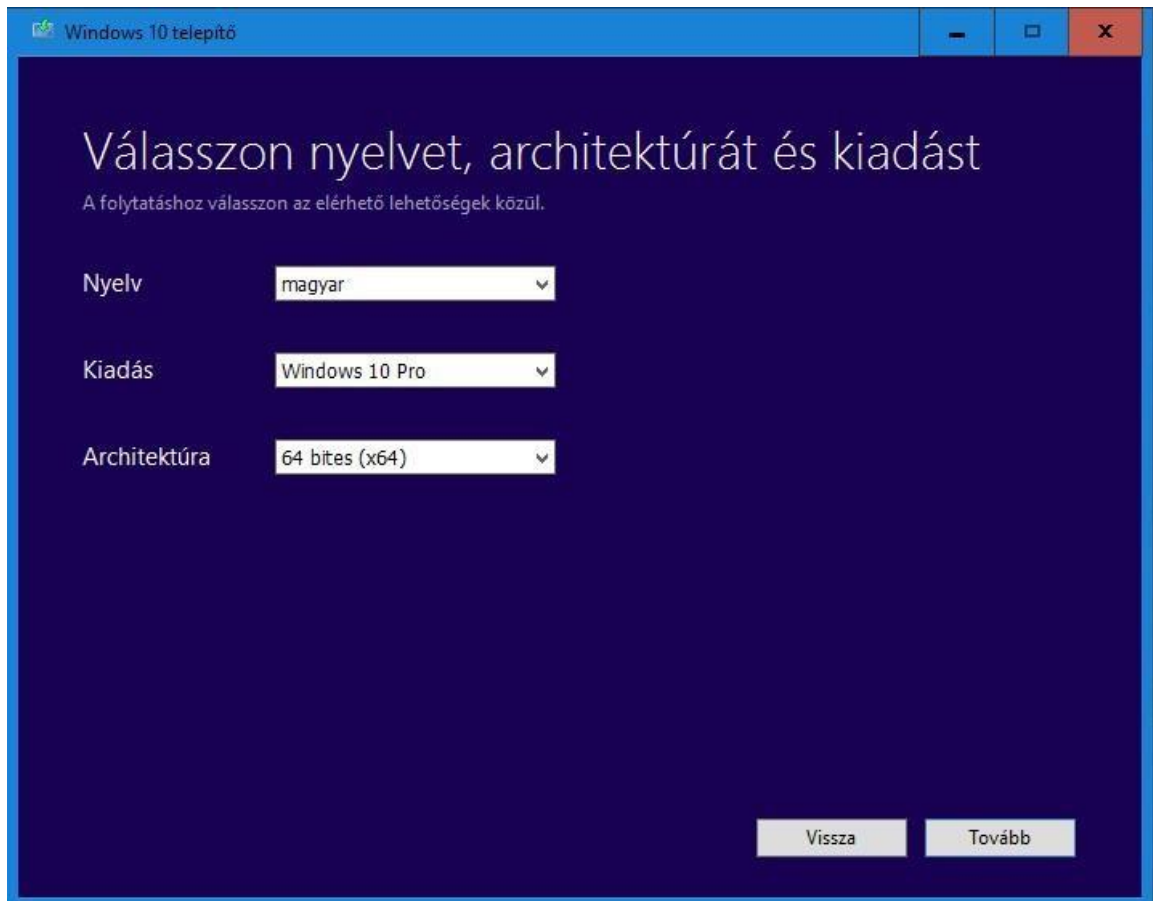 Windows 10 telepítő
Válasszon nyelvet, architektúrát és kiadást
A folytatáshoz válasszon az elérhető lehetőségek közül.
Nyelv magyar
Kiadás Windows 10 Pro
Architektúra 64 bites (x64)
Vissza Tovább